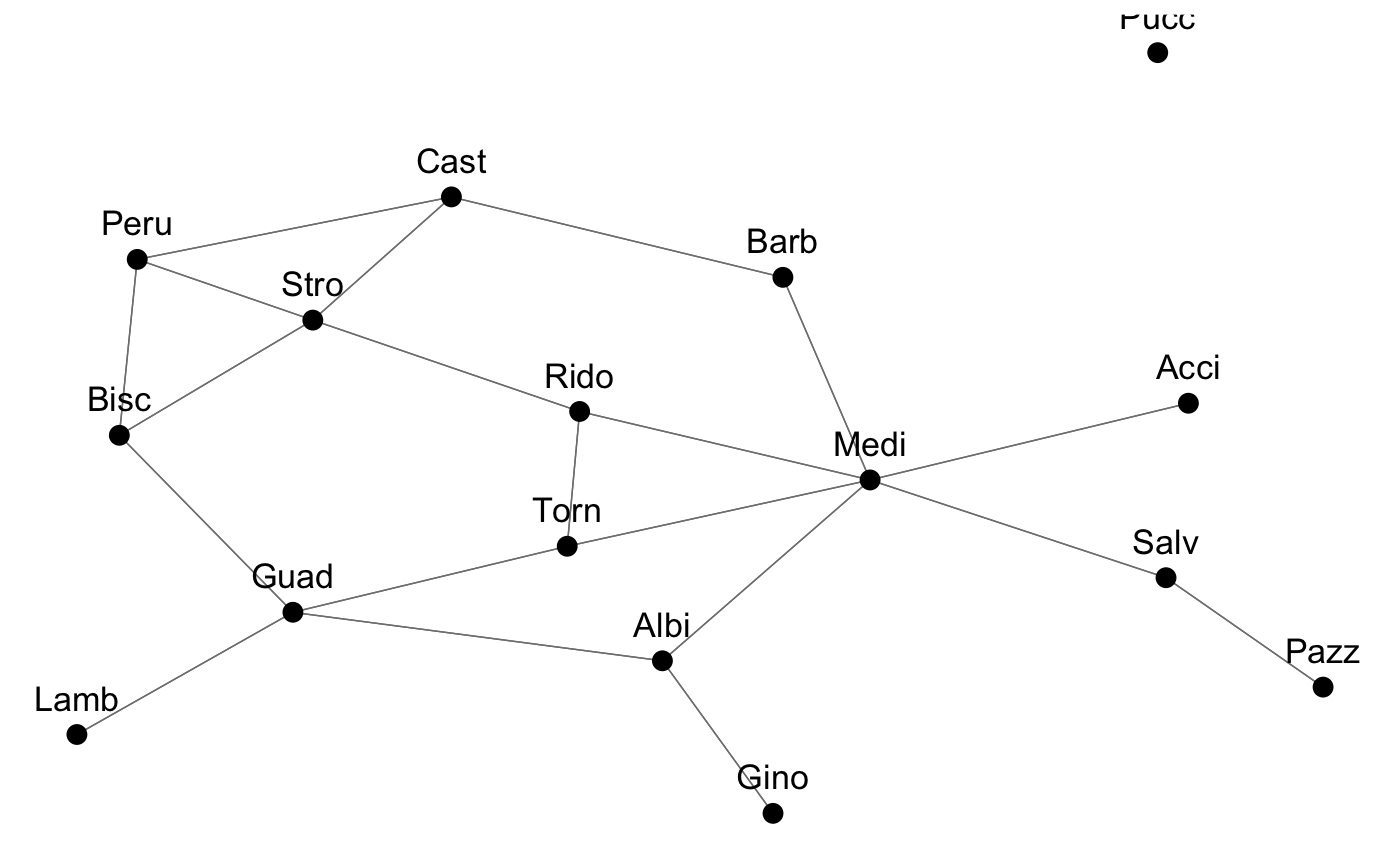 Pucc
Cast
Peru
Barb
Stro
Rido
Acci
Bisc
Medi
Torn
Salv
Guad
Albi
Pazz
Lamb
Gino